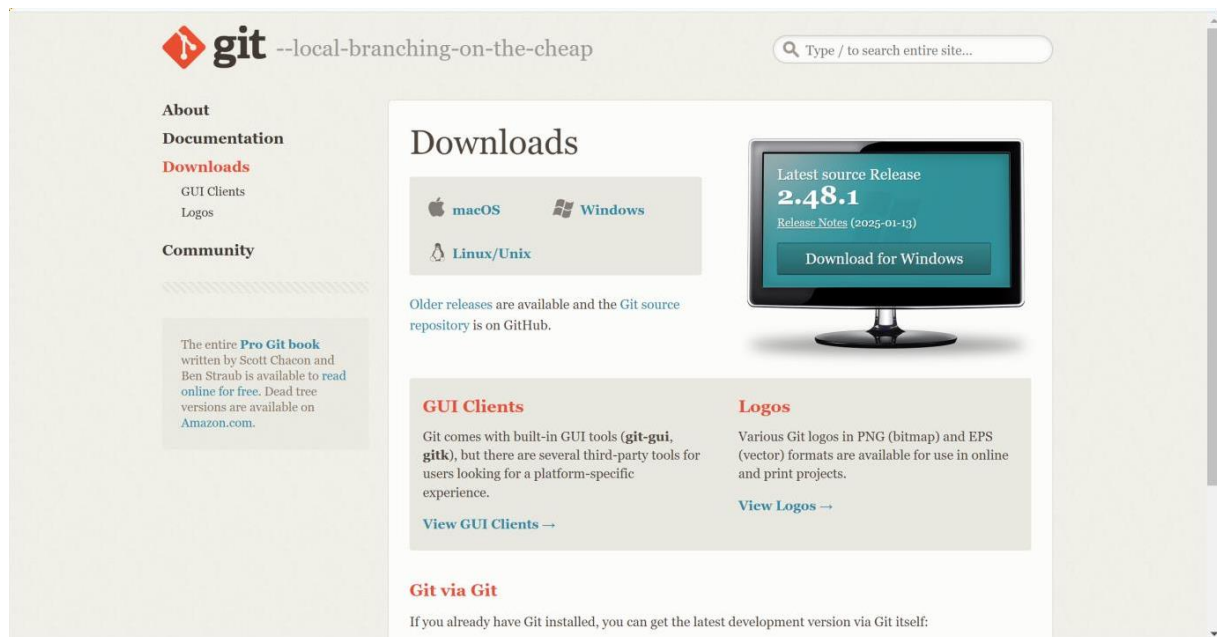 git --local-branching-on-the-cheap
Type / to search entire site...
About
Documentation
Downloads
GUI Clients
Logos
Community
The entire Pro Git book
written by Scott Chacon and
Ben Straub is available to read
online for free. Dead tree
versions are available on
Amazon.com.
Downloads
macOS
Windows
Linux/Unix
Older releases are available and the Git source
repository is on GitHub.
Latest source Release
2.48.1
Release Notes (2025-01-13)
Download for Windows
GUI Clients
Git comes with built-in GUI tools (git-gui,
gitk), but there are several third-party tools for
users looking for a platform-specific
experience.
View GUI Clients →
Logos
Various Git logos in PNG (bitmap) and EPS
(vector) formats are available for use in online
and print projects.
View Logos →
Git via Git
If you already have Git installed, you can get the latest development version via Git itself: